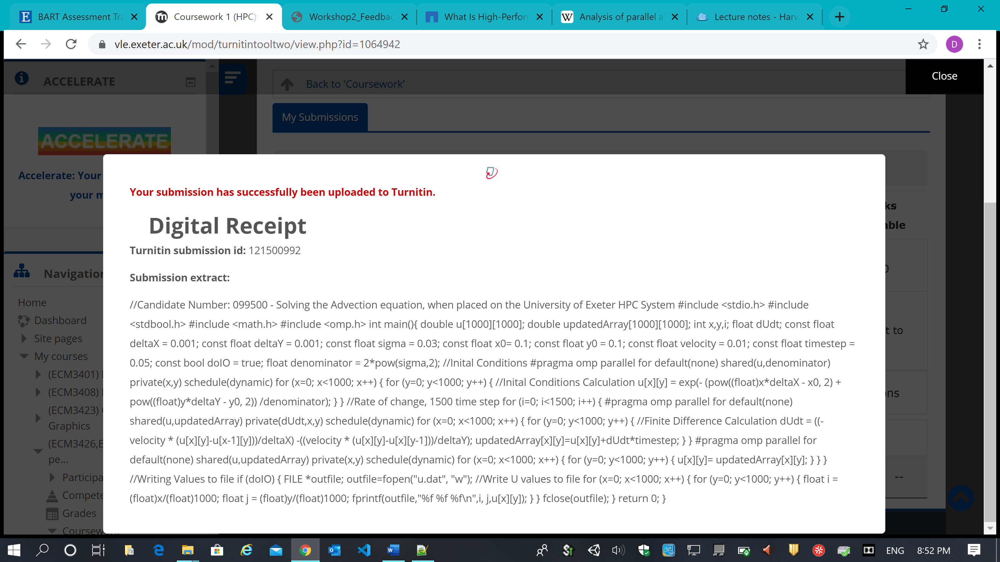 BART Assessment Tra
Coursework 1 (HPC):
Workshop2_Feedbac
What Is High-Perforr
W
Analysis of parallel a
Lecture notes - Harv
vle.exeter.ac.uk/mod/turnitintooltwo/view.php?id=1064942
D
Close
ACCELERATE
Back to 'Coursework'
My Submissions
ACCELERATE
Accelerate: Your
your m
Your submission has successfully been uploaded to Turnitin.
Digital Receipt
Turnitin submission id: 121500992
Submission extract:
//Candidate Number: 099500 - Solving the Advection equation, when placed on the University of Exeter HPC System #include <stdio.h> #include
<stdbool.h> #include <math.h> #include <omp.h> int main(){ double u[1000][1000]; double updatedArray[1000][1000]; int x,y,i; float dUdt; const float
deltaX = 0.001; const float deltaY = 0.001; const float sigma = 0.03; const float x0= 0.1; const float y0 = 0.1; const float velocity = 0.01; const float timestep =
0.05; const bool doIO = true; float denominator = 2*pow(sigma,2); //Inital Conditions #pragma omp parallel for default(none) shared(u,denominator)
private(x,y) schedule(dynamic) for (x=0; x<1000; x++) { for (y=0; y<1000; y++) { //Inital Conditions Calculation u[x][y] = exp(- (pow((float)x*deltaX - x0, 2) +
pow((float)y*deltaY - y0, 2)) /denominator); } } //Rate of change, 1500 time step for (i=0; i<1500; i++) { #pragma omp parallel for default(none)
shared(u,updatedArray) private(dUdt,x,y) schedule(dynamic) for (x=0; x<1000; x++) { for (y=0; y<1000; y++) { //Finite Difference Calculation dUdt = ((-
velocity * (u[x][y]-u[x-1][y]))/deltaX) -((velocity * (u[x][y]-u[x][y-1]))/deltaY); updatedArray[x][y]=u[x][y]+dUdt*timestep; } } #pragma omp parallel for
default(none) shared(u,updatedArray) private(x,y) schedule(dynamic) for (x=0; x<1000; x++) { for (y=0; y<1000; y++) { u[x][y]= updatedArray[x][y]; } } }
//Writing Values to file if (doIO) { FILE *outfile; outfile=fopen("u.dat", "w"); //Write U values to file for (x=0; x<1000; x++) { for (y=0; y<1000; y++) { float i =
(float)x/(float)1000; float j = (float)y/(float)1000; fprintf(outfile,"%f %f %f\n",i, j,u[x][y]); } } fclose(outfile); } return 0; }
ks
able
0
t to
ons
--
Navigation
Home
Dashboard
Site pages
My courses
(ECM3401) I
(ECM3408) I
(ECM3423) C
Graphics
(ECM3426,E
pe...
Participa
Compete
Grades
Coursew
ENG
8:52 PM